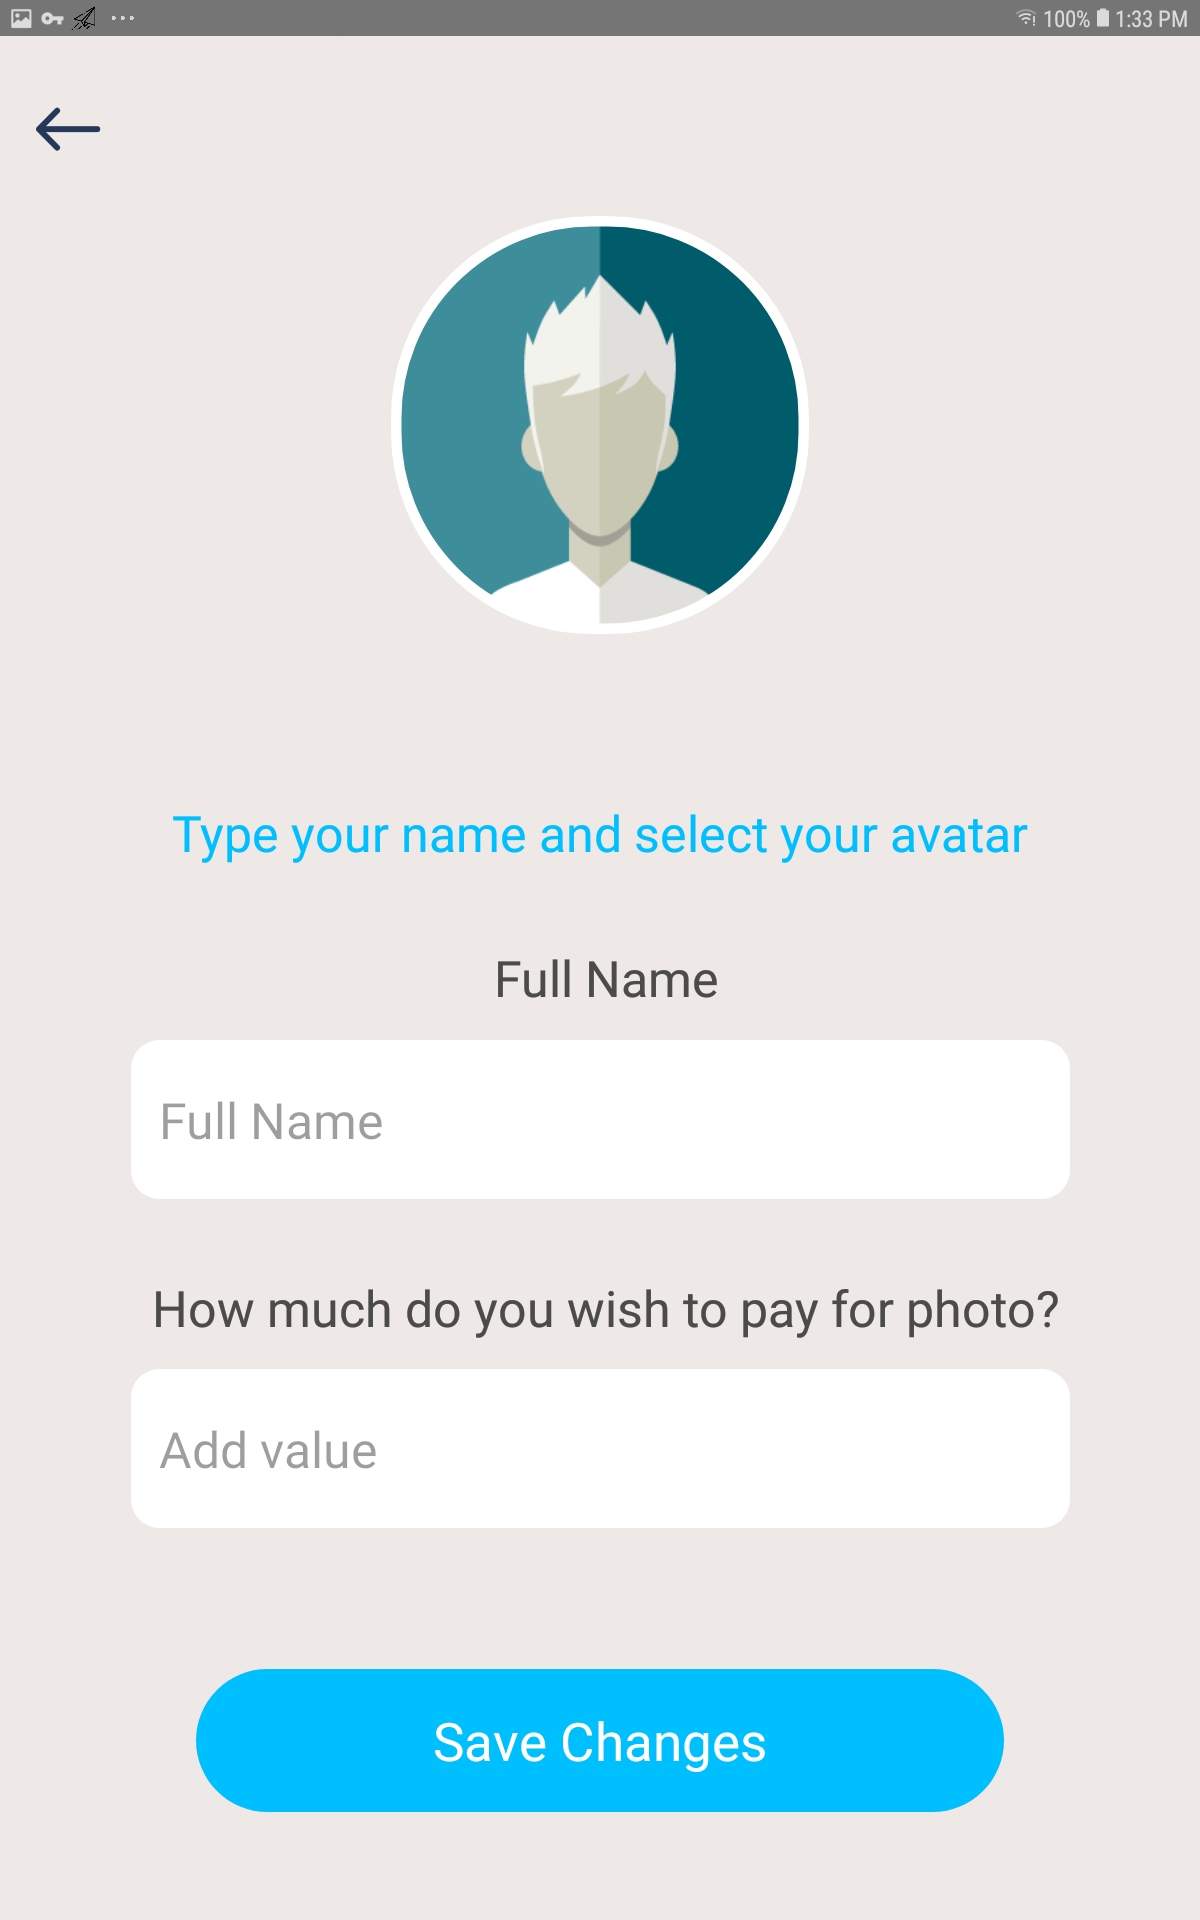 100% 1:33 PM
Type your name and select your avatar
Full Name
Full Name
How much do you wish to pay for photo?
Add value
Save Changes